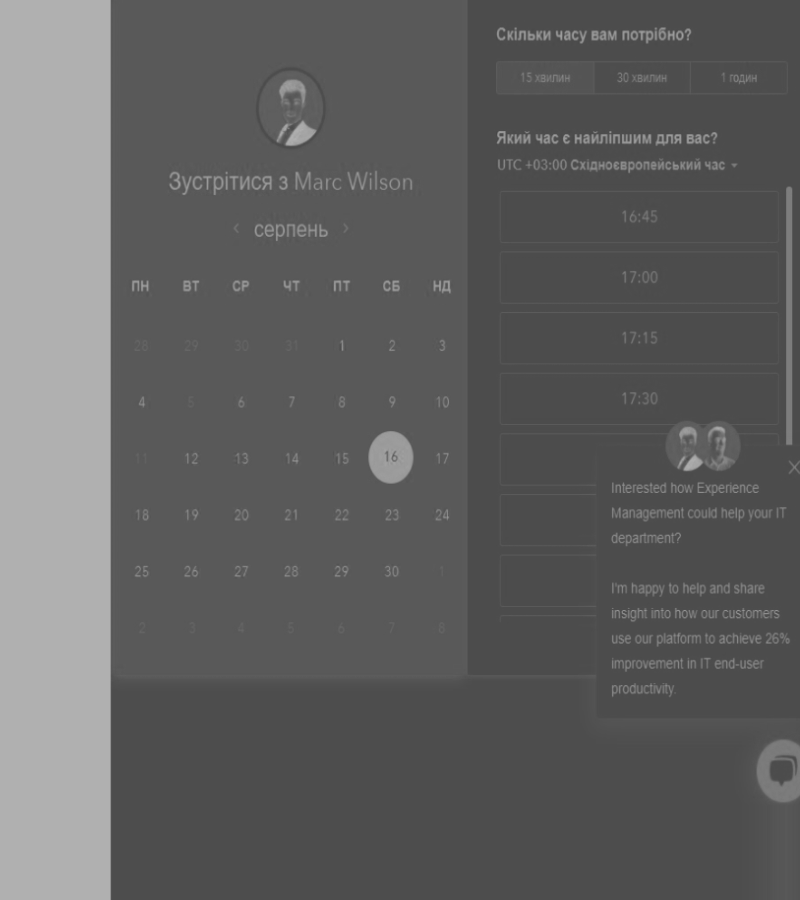 Зустрітися з Marc Wilson
серпень
ПН ВТ СР ЧТ ПТ СБ НД
28 29 30 31 1 2 3
4 5 6 7 8 9 10
11 12 13 14 15 16 17
18 19 20 21 22 23 24
25 26 27 28 29 30 1
2 3 4 5 6 7 8
Скільки часу вам потрібно?
15 хвилин 30 хвилин 1 годин
Який час є найліпшим для вас?
UTC +03:00 Східноєвропейський час
16:45
17:00
17:15
17:30
Interested how Experience
Management could help your IT
department?
I'm happy to help and share
insight into how our customers
use our platform to achieve 26%
improvement in IT end-user
productivity.